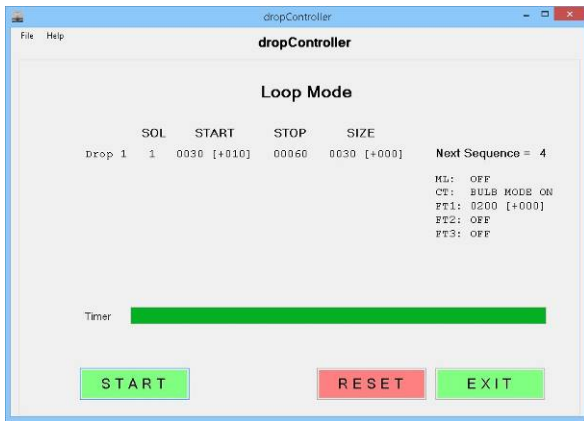 dropController
File Help
dropController
Loop Mode
SOL START STOP SIZE
Drop 1 1 0030 [+010] 00060 0030 [+000]
Next Sequence = 4
ML: OFF
CT: BULB MODE ON
FT1: 0200 [+000]
FT2: OFF
FT3: OFF
Timer
START RESET EXIT